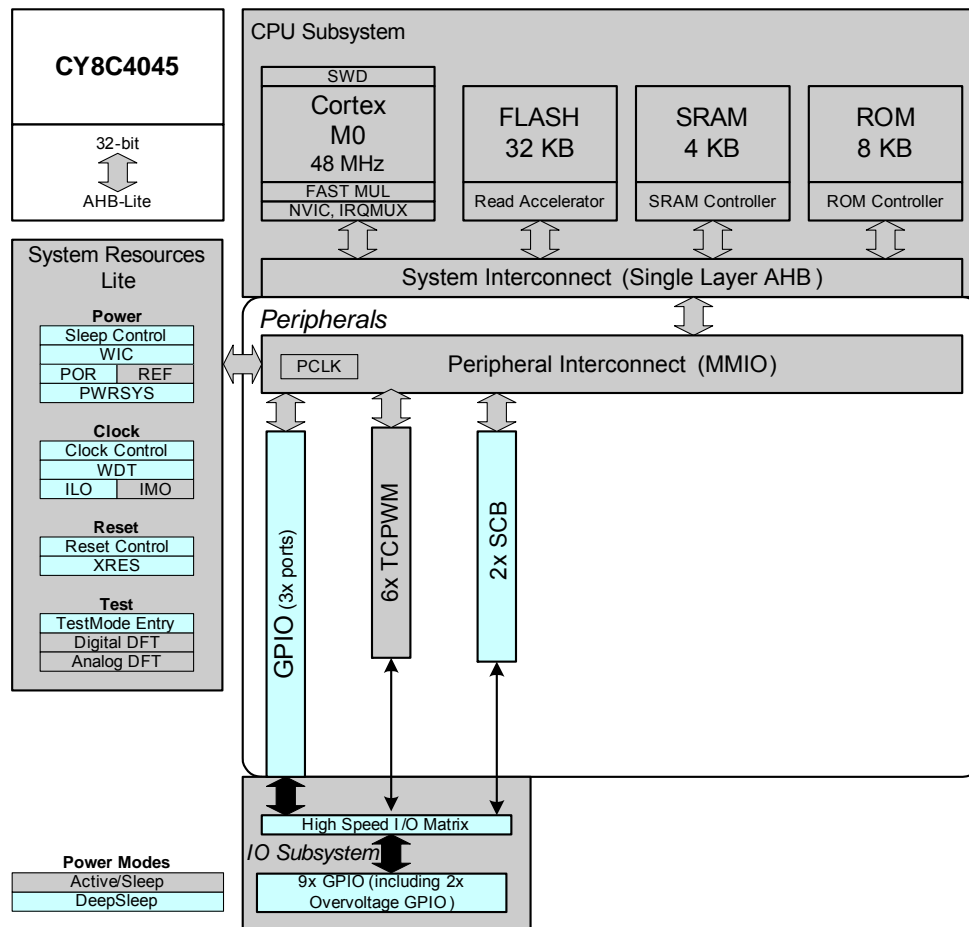 CY8C4045
32-bit
AHB-Lite
CPU Subsystem
SWD
Cortex
M0
48 MHz
FAST MUL
NVIC, IRQMUX
FLASH
32 KB
Read Accelerator
SRAM
4 KB
SRAM Controller
ROM
8 KB
ROM Controller
System Interconnect (Single Layer AHB)
System Resources
Lite
Power
Sleep Control
WIC
POR REF
PWRSYS
Clock
Clock Control
WDT
ILO IMO
Reset
Reset Control
XRES
Test
TestMode Entry
Digital DFT
Analog DFT
Peripherals
PCLK
Peripheral Interconnect (MMIO)
GPIO (3x ports)
6x TCPWM
2x SCB
High Speed I/O Matrix
IO Subsystem
9x GPIO (including 2x
Overvoltage GPIO)
Power Modes
Active/Sleep
DeepSleep